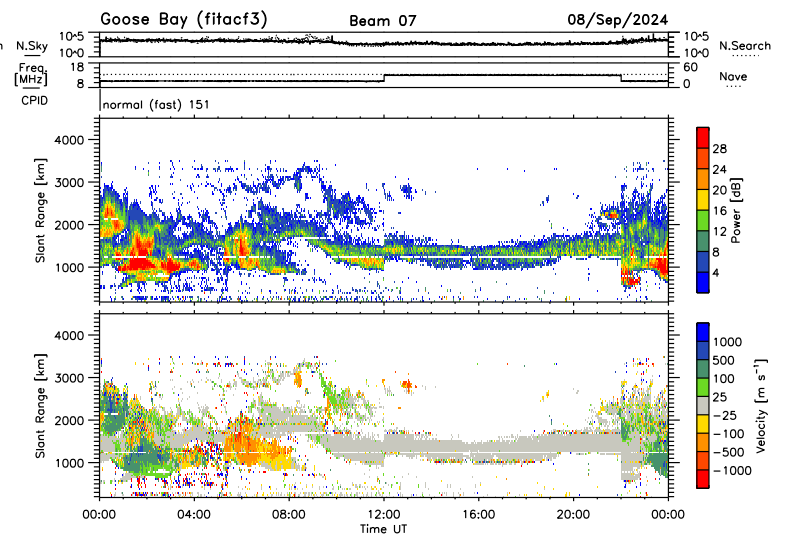 Goose Bay (fitacf3) Beam 07 08/Sep/2024
n N.Sky 10^5 10^0 10^5 10^0 N.Search
Freq. [MHz] 18 8 60 0 Nave
CPID normal (fast) 151
Slant Range [km]
4000
3000
2000
1000
Power [dB]
28
24
20
16
12
8
4
Slant Range [km]
4000
3000
2000
1000
Velocity [m s⁻¹]
1000
500
100
25
-25
-100
-500
-1000
00:00 04:00 08:00 12:00 16:00 20:00 00:00
Time UT